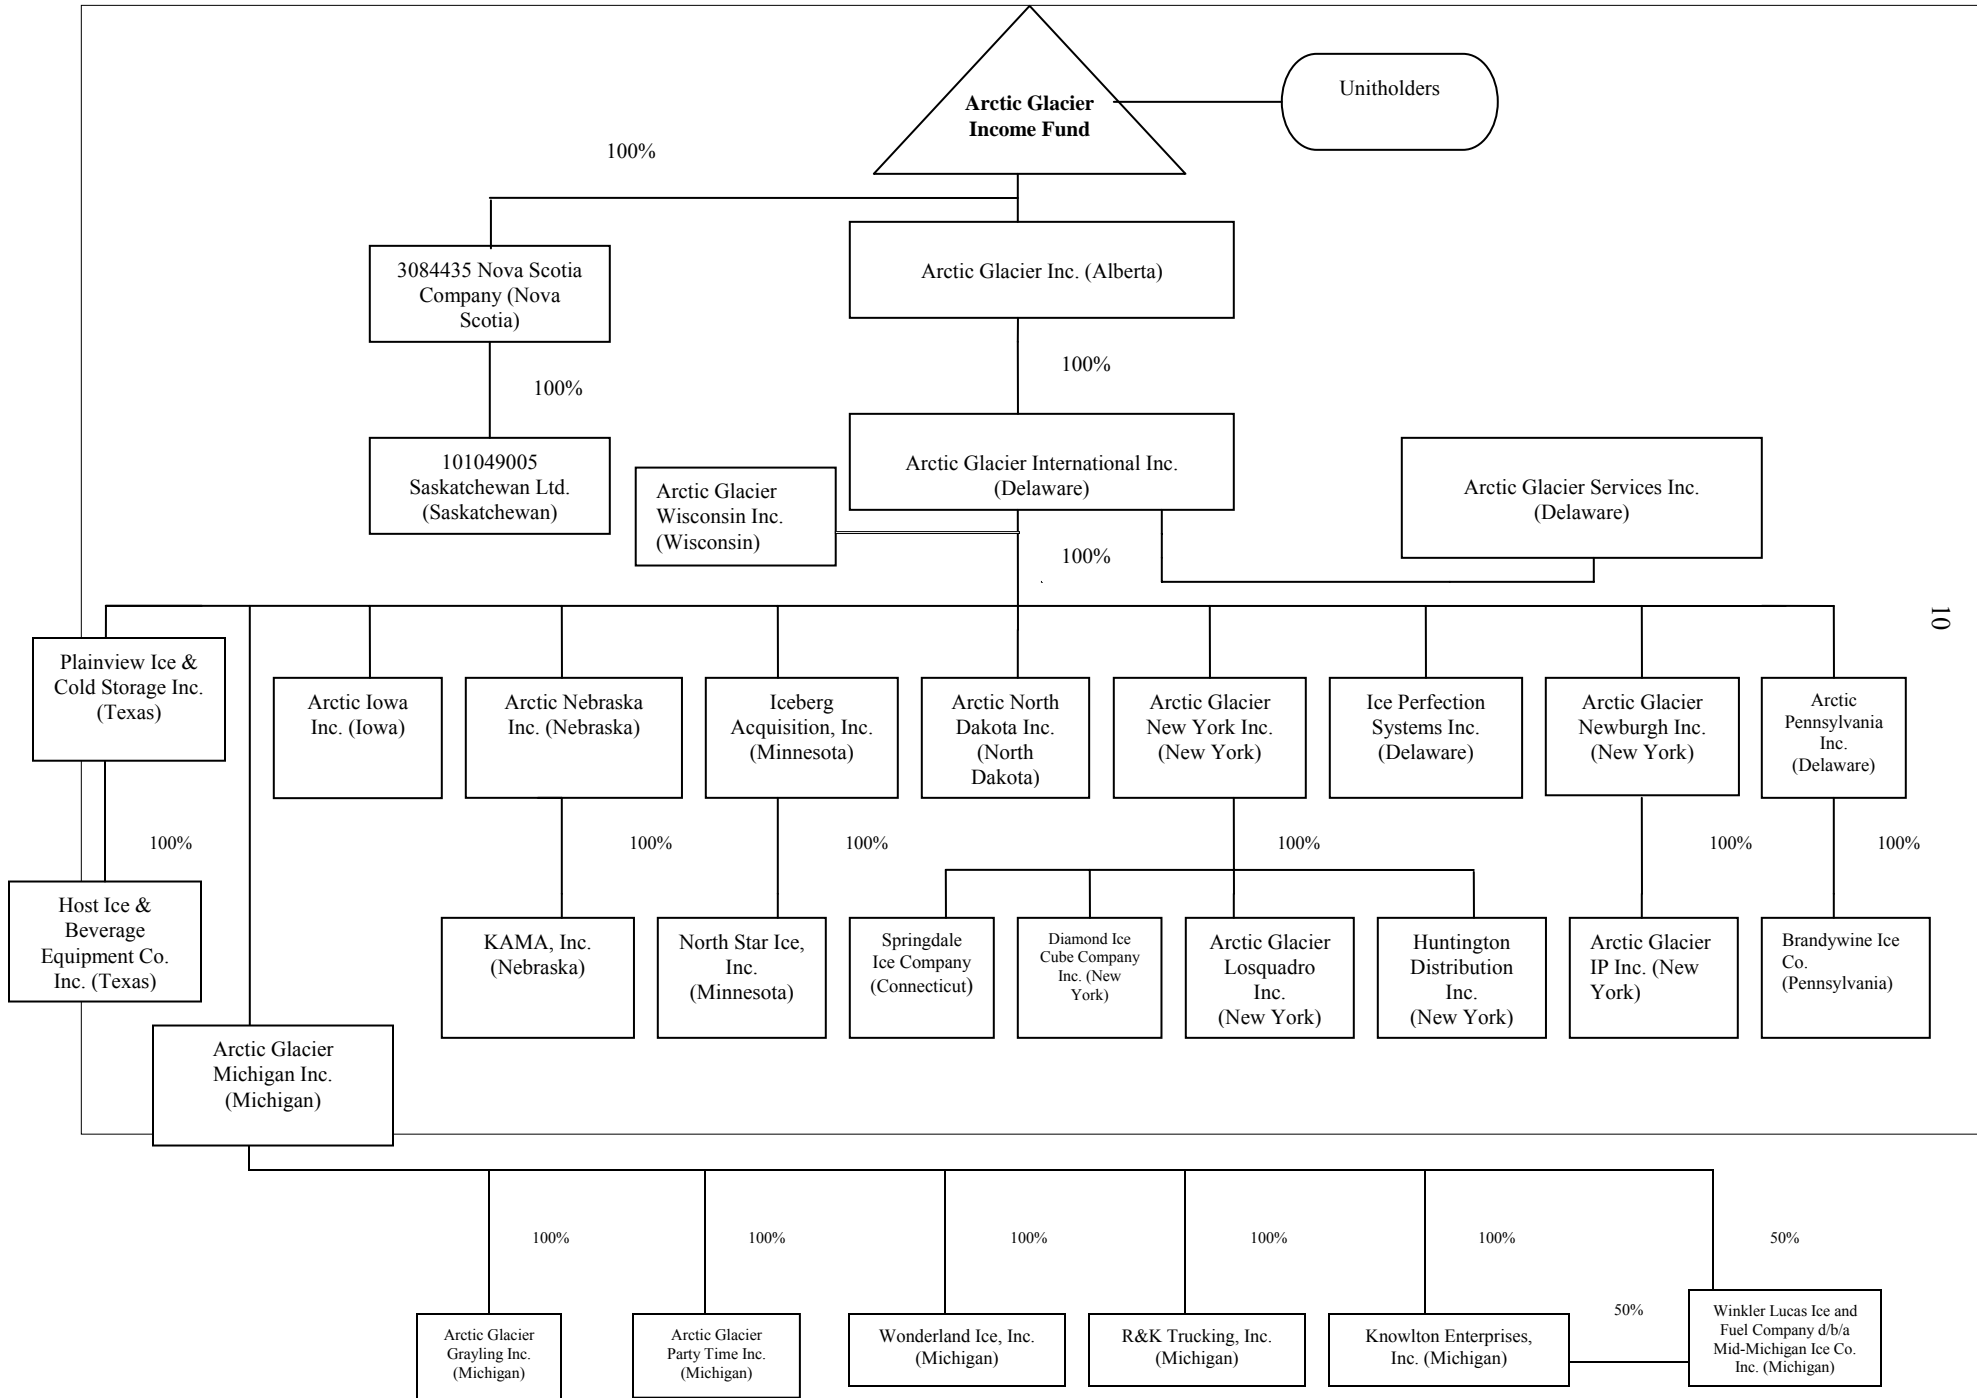 Unitholders
Arctic Glacier
Income Fund
100%
3084435 Nova Scotia
Company (Nova
Scotia)
Arctic Glacier Inc. (Alberta)
100%
100%
101049005
Saskatchewan Ltd.
(Saskatchewan)
Arctic Glacier
Wisconsin Inc.
(Wisconsin)
Arctic Glacier International Inc.
(Delaware)
Arctic Glacier Services Inc.
(Delaware)
100%
10
Plainview Ice &
Cold Storage Inc.
(Texas)
Arctic Iowa
Inc. (Iowa)
Arctic Nebraska
Inc. (Nebraska)
Iceberg
Acquisition, Inc.
(Minnesota)
Arctic North
Dakota Inc.
(North
Dakota)
Arctic Glacier
New York Inc.
(New York)
Ice Perfection
Systems Inc.
(Delaware)
Arctic Glacier
Newburgh Inc.
(New York)
Arctic
Pennsylvania
Inc.
(Delaware)
100%
100%
100%
100%
100%
100%
Host Ice &
Beverage
Equipment Co.
Inc. (Texas)
KAMA, Inc.
(Nebraska)
North Star Ice,
Inc.
(Minnesota)
Springdale
Ice Company
(Connecticut)
Diamond Ice
Cube Company
Inc. (New
York)
Arctic Glacier
Losquadro
Inc.
(New York)
Huntington
Distribution
Inc.
(New York)
Arctic Glacier
IP Inc. (New
York)
Brandywine Ice
Co.
(Pennsylvania)
Arctic Glacier
Michigan Inc.
(Michigan)
100%
100%
100%
100%
100%
50%
Arctic Glacier
Grayling Inc.
(Michigan)
Arctic Glacier
Party Time Inc.
(Michigan)
Wonderland Ice, Inc.
(Michigan)
R&K Trucking, Inc.
(Michigan)
Knowlton Enterprises,
Inc. (Michigan)
50%
Winkler Lucas Ice and
Fuel Company d/b/a
Mid-Michigan Ice Co.
Inc. (Michigan)